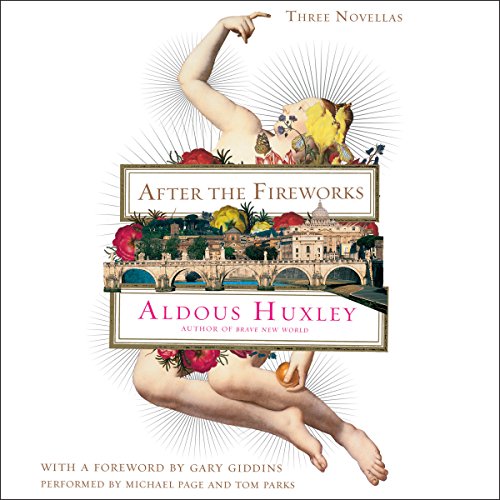 THREE NOVELLAS
AFTER THE FIREWORKS
ALDOUS HUXLEY
AUTHOR OF BRAVE NEW WORLD
WITH A FOREWORD BY GARY GIDDINS
PERFORMED BY MICHAEL PAGE AND TOM PARKS